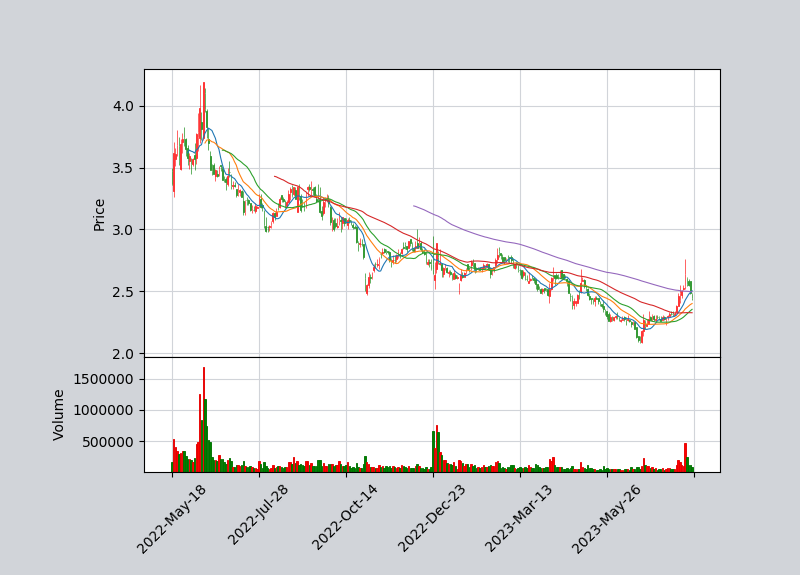 4.0
3.5
3.0
2.5
2.0
Price
1500000
1000000
500000
Volume
2022-May-18
2022-Jul-28
2022-Oct-14
2022-Dec-23
2023-Mar-13
2023-May-26